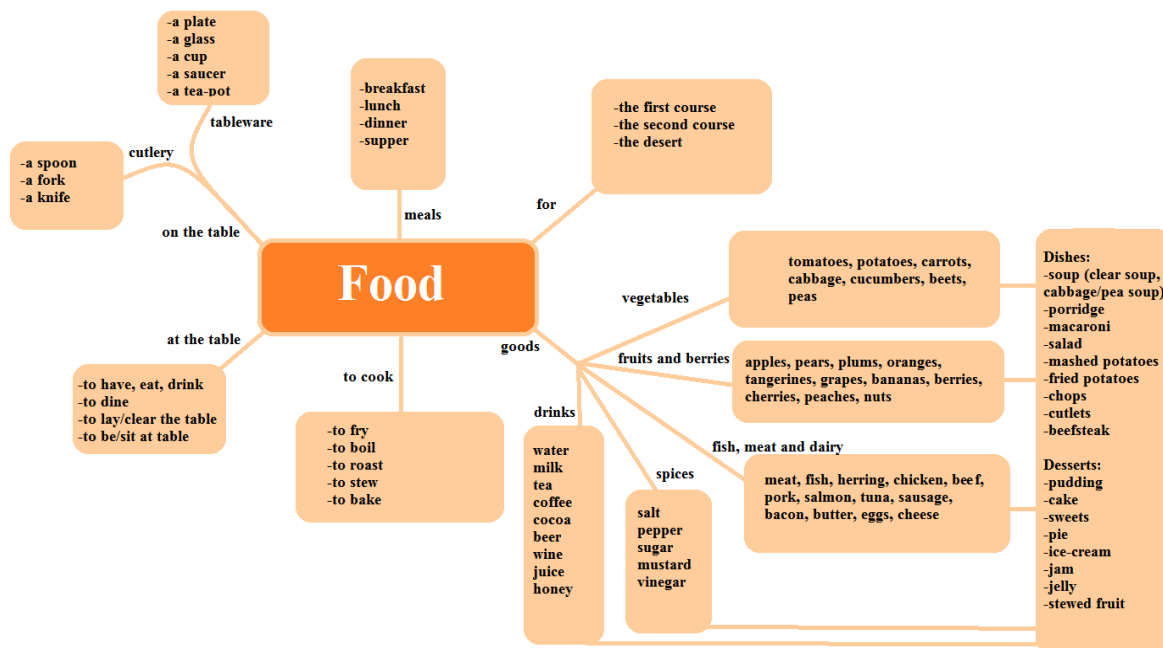 -a plate
-a glass
-a cup
-a saucer
-a tea-pot
tableware
cutlery
-a spoon
-a fork
-a knife
on the table
-breakfast
-lunch
-dinner
-supper
meals
-the first course
-the second course
-the desert
for
Food
at the table
-to have, eat, drink
-to dine
-to lay/clear the table
-to be/sit at table
to cook
-to fry
-to boil
-to roast
-to stew
-to bake
goods
vegetables
tomatoes, potatoes, carrots,
cabbage, cucumbers, beets,
peas
fruits and berries
apples, pears, plums, oranges,
tangerines, grapes, bananas, berries,
cherries, peaches, nuts
fish, meat and dairy
meat, fish, herring, chicken, beef,
pork, salmon, tuna, sausage,
bacon, butter, eggs, cheese
spices
salt
pepper
sugar
mustard
vinegar
drinks
water
milk
tea
coffee
cocoa
beer
wine
juice
honey
Dishes:
-soup (clear soup,
cabbage/pea soup)
-porridge
-macaroni
-salad
-mashed potatoes
-fried potatoes
-chops
-cutlets
-beefsteak
Desserts:
-pudding
-cake
-sweets
-pie
-ice-cream
-jam
-jelly
-stewed fruit